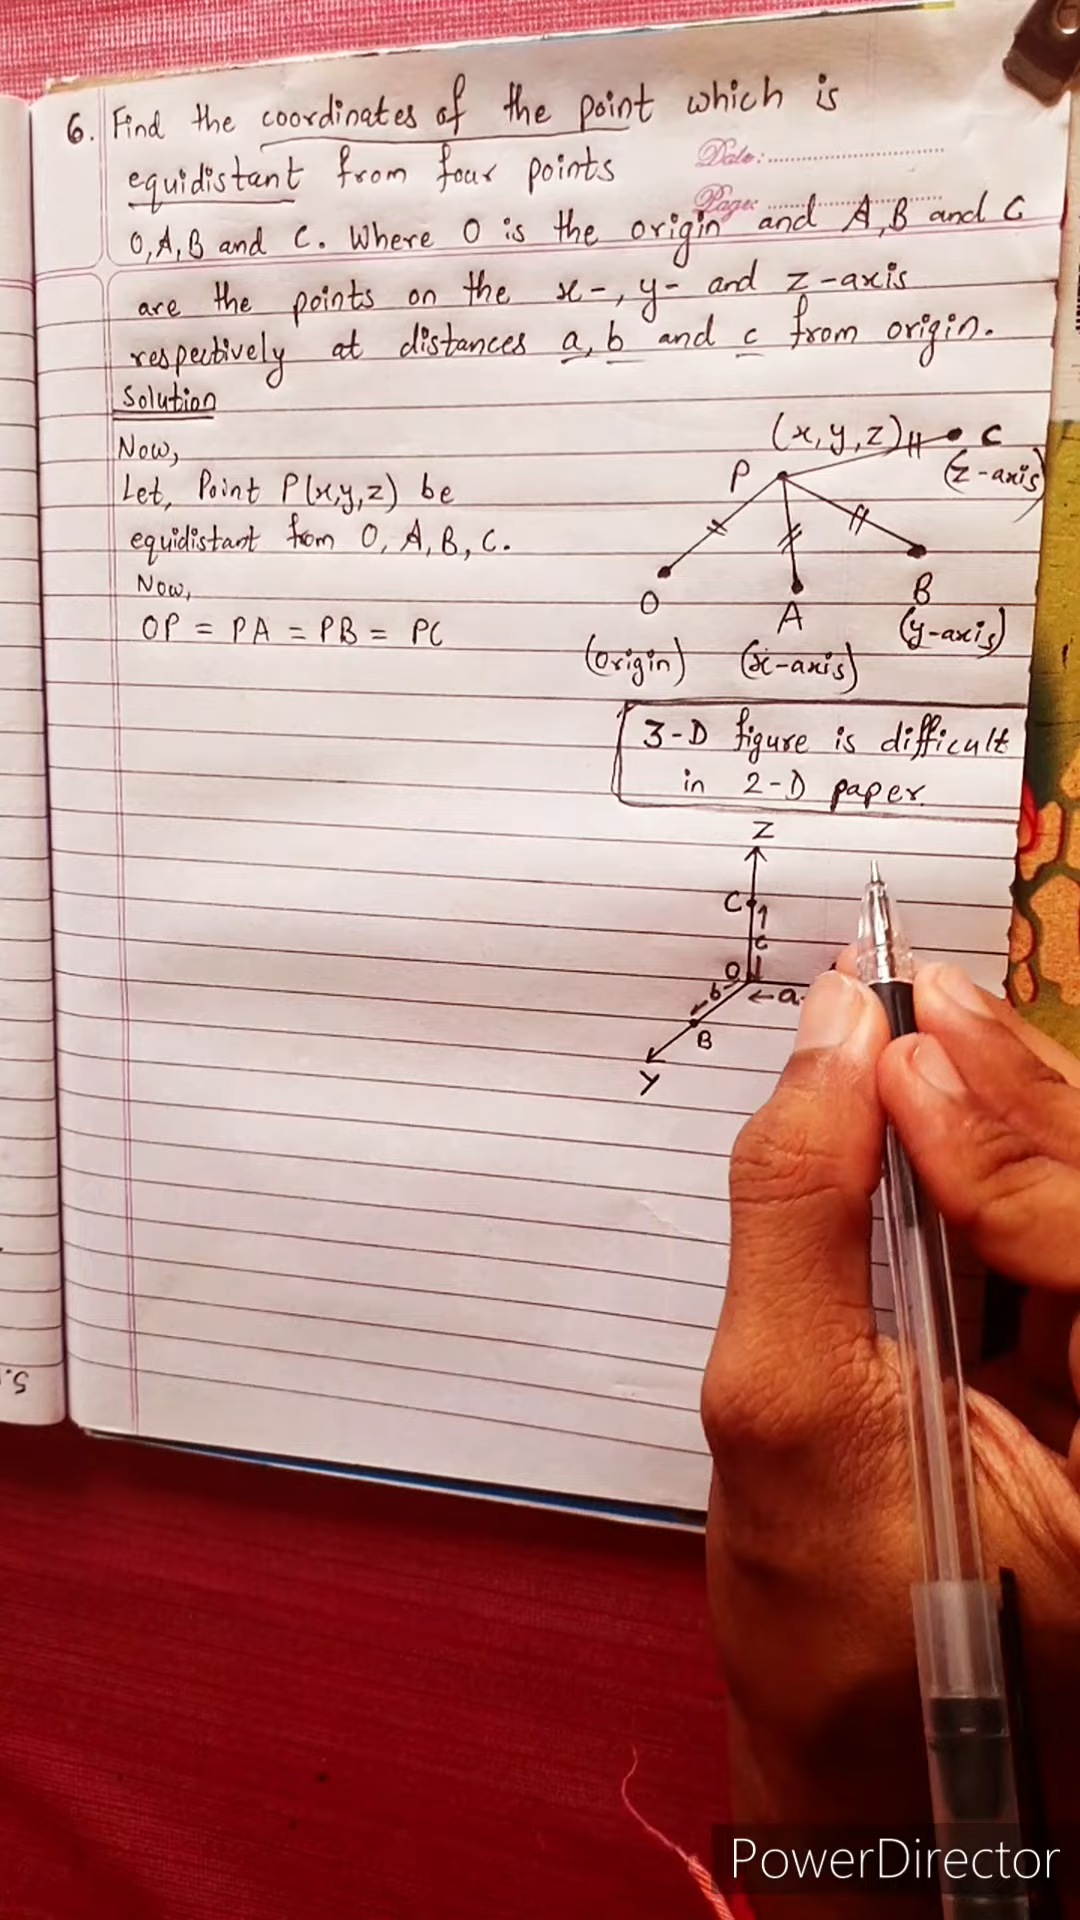 6. Find the coordinates of the point which is
equidistant from four points
Date:
Page:
O, A, B and C. Where O is the origin and A, B and C
are the points on the x-, y- and z-axis
respectively at distances a, b and c from origin.
Solution
Now,
Let, Point P(x,y,z) be
equidistant from O, A, B, C.
Now,
OP = PA = PB = PC
(x, y, z)
C
(z-axis)
P
O
(origin)
A
(x-axis)
B
(y-axis)
3-D figure is difficult
in 2-D paper.
Z
C
c
O
b
a
B
Y
5.
PowerDirector